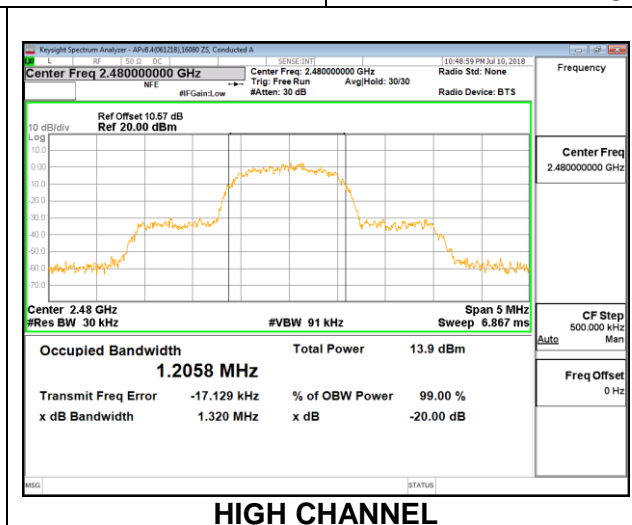 Keysight Spectrum Analyzer - APv8.4(061218),16080 ZS, Conducted A
L RF 50 Ω DC SENSE:INT 10:48:59 PM Jul 10, 2018
Center Freq 2.480000000 GHz Center Freq: 2.480000000 GHz Radio Std: None Frequency
NFE Trig: Free Run Avg|Hold: 30/30
#IFGain:Low #Atten: 30 dB Radio Device: BTS
Ref Offset 10.57 dB
10 dB/div Ref 20.00 dBm
Log
10.0
0.00
-10.0
-20.0
-30.0
-40.0
-50.0
-60.0
-70.0
Center Freq
2.480000000 GHz
Center 2.48 GHz Span 5 MHz
#Res BW 30 kHz #VBW 91 kHz Sweep 6.867 ms
CF Step
500.000 kHz
Auto Man
Occupied Bandwidth Total Power 13.9 dBm
1.2058 MHz
Freq Offset
0 Hz
Transmit Freq Error -17.129 kHz % of OBW Power 99.00 %
x dB Bandwidth 1.320 MHz x dB -20.00 dB
MSG STATUS
HIGH CHANNEL